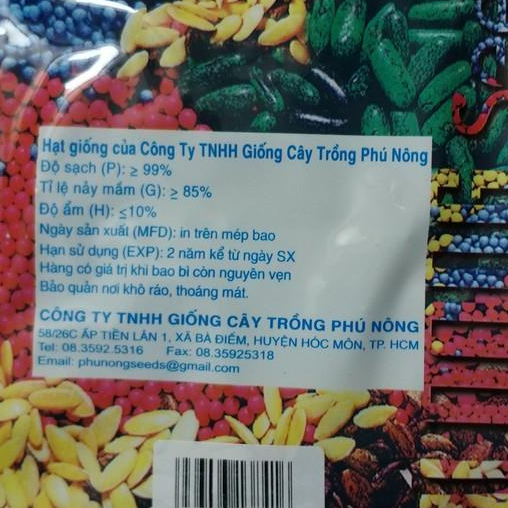 Hạt giống của Công Ty TNHH Giống Cây Trồng Phú Nông
Độ sạch (P): ≥ 99%
Tỉ lệ nảy mầm (G): ≥ 85%
Độ ẩm (H): ≤10%
Ngày sản xuất (MFD): in trên mép bao
Hạn sử dụng (EXP): 2 năm kể từ ngày SX
Hàng có giá trị khi bao bì còn nguyên vẹn
Bảo quản nơi khô ráo, thoáng mát.
CÔNG TY TNHH GIỐNG CÂY TRỒNG PHÚ NÔNG
58/26C ẤP TIỀN LÂN 1, XÃ BÀ ĐIỂM, HUYỆN HÓC MÔN, TP. HCM
Tel: 08.3592.5316 Fax: 08.35925318
Email: phunongseeds@gmail.com